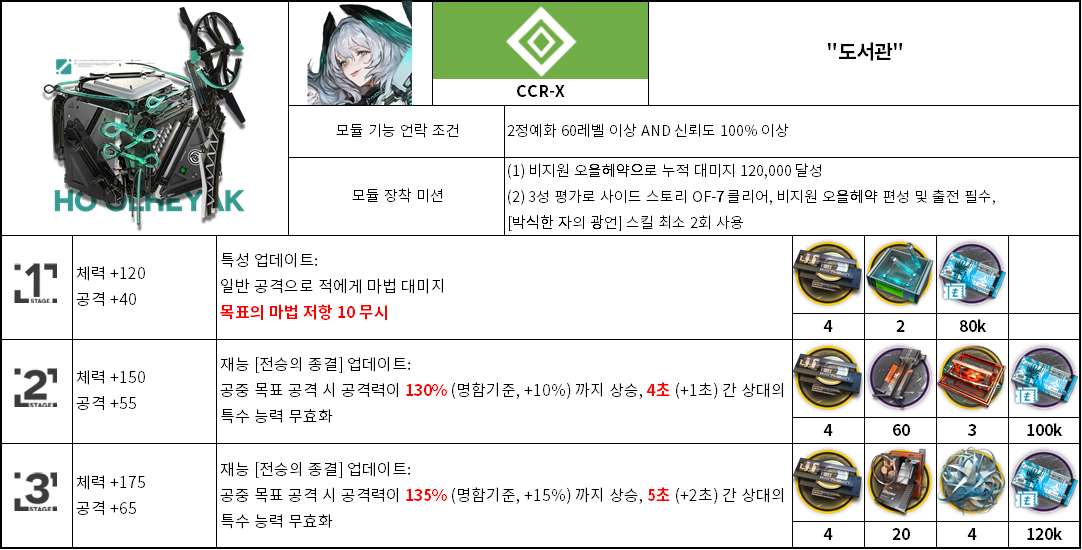 HO'OLHEYAK
CCR-X
"도서관"
모듈 기능 언락 조건
2정예화 60레벨 이상 AND 신뢰도 100% 이상
모듈 장착 미션
(1) 비지원 오올헤약으로 누적 대미지 120,000 달성
(2) 3성 평가로 사이드 스토리 OF-7 클리어, 비지원 오올헤약 편성 및 출전 필수,
[박식한 자의 광언] 스킬 최소 2회 사용
1
STAGE
체력 +120
공격 +40
특성 업데이트:
일반 공격으로 적에게 마법 대미지
목표의 마법 저항 10 무시
4
2
80k
2
STAGE
체력 +150
공격 +55
재능 [전승의 종결] 업데이트:
공중 목표 공격 시 공격력이 130% (명함기준, +10%) 까지 상승, 4초 (+1초) 간 상대의
특수 능력 무효화
4
60
3
100k
3
STAGE
체력 +175
공격 +65
재능 [전승의 종결] 업데이트:
공중 목표 공격 시 공격력이 135% (명함기준, +15%) 까지 상승, 5초 (+2초) 간 상대의
특수 능력 무효화
4
20
4
120k